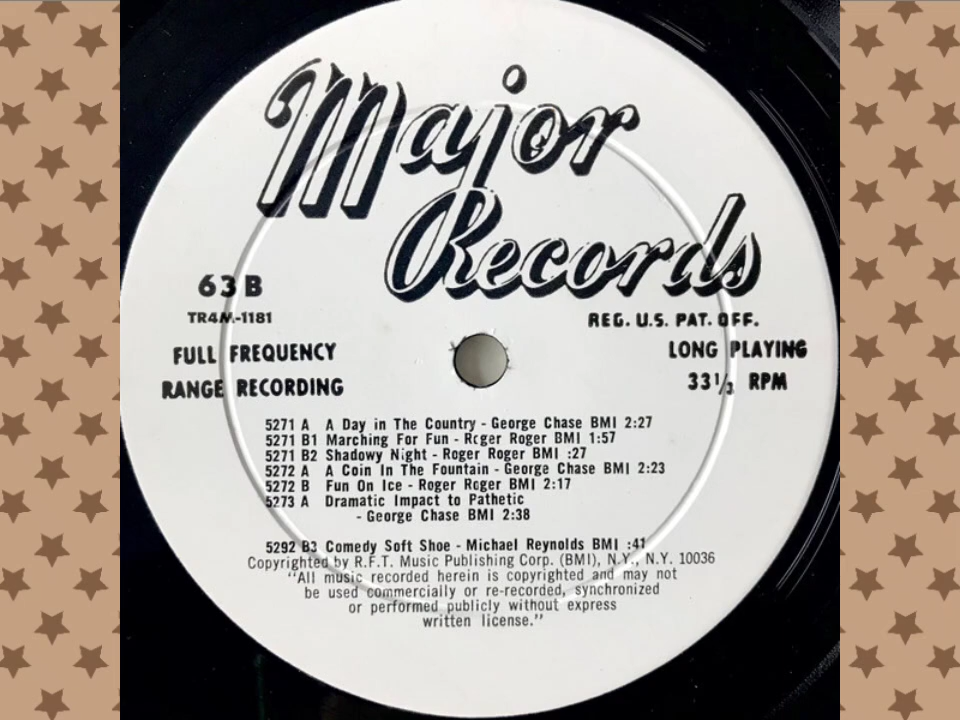 Major
Records
63 B
TR4M-1181
REG. U.S. PAT. OFF.
FULL FREQUENCY
RANGE RECORDING
LONG PLAYING
33 1/3 RPM
5271 A A Day in The Country - George Chase BMI 2:27
5271 B1 Marching For Fun - Roger Roger BMI 1:57
5271 B2 Shadowy Night - Roger Roger BMI :27
5272 A A Coin In The Fountain - George Chase BMI 2:23
5272 B Fun On Ice - Roger Roger BMI 2:17
5273 A Dramatic Impact to Pathetic
- George Chase BMI 2:38
5292 B3 Comedy Soft Shoe - Michael Reynolds BMI :41
Copyrighted by R.F.T. Music Publishing Corp. (BMI), N.Y., N.Y. 10036
"All music recorded herein is copyrighted and may not
be used commercially or re-recorded, synchronized
or performed publicly without express
written license."